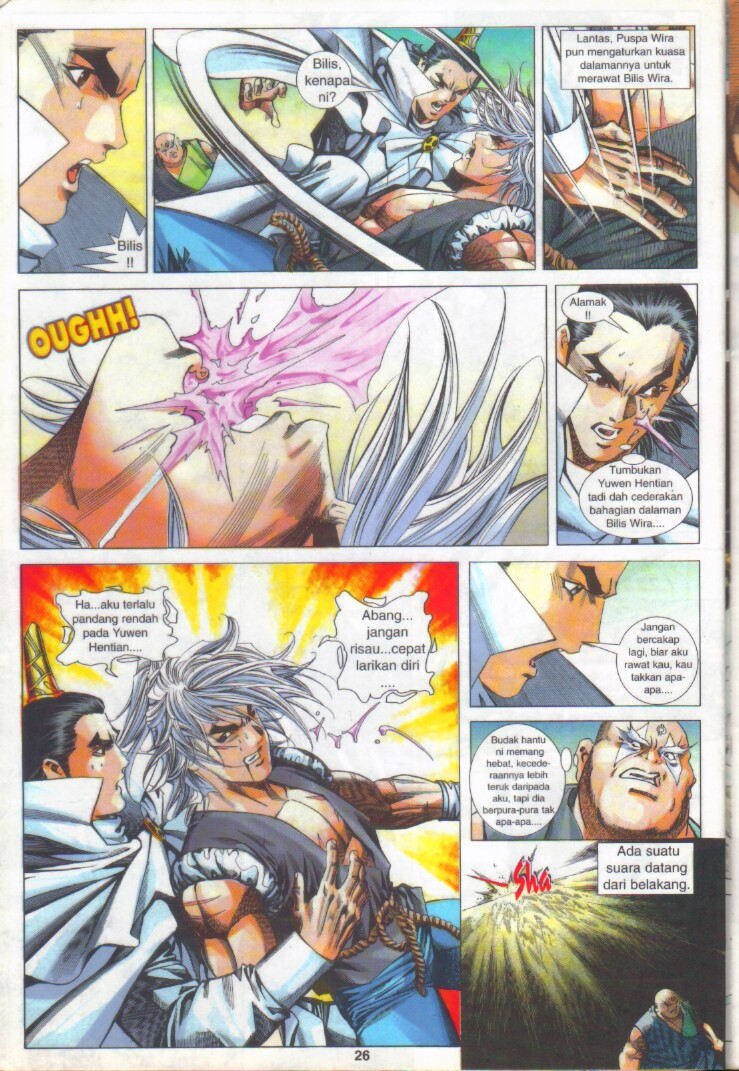 Bilis
!!
Bilis,
kenapa
ni?
Lantas, Puspa Wira
pun mengaturkan kuasa
dalamannya untuk
merawat Bilis Wira.
OUGHH!
Alamak
!!
Tumbukan
Yuwen Hentian
tadi dah cederakan
bahagian dalaman
Bilis Wira....
Ha...aku terlalu
pandang rendah
pada Yuwen
Hentian....
Abang...
jangan
risau...cepat
larikan diri
....
Jangan
bercakap
lagi, biar aku
rawat kau, kau
takkan apa-
apa....
Budak hantu
ni memang
hebat, kecede-
raannya lebih
teruk daripada
aku, tapi dia
berpura-pura tak
apa-apa....
Ada suatu
suara datang
dari belakang.
Sha
26